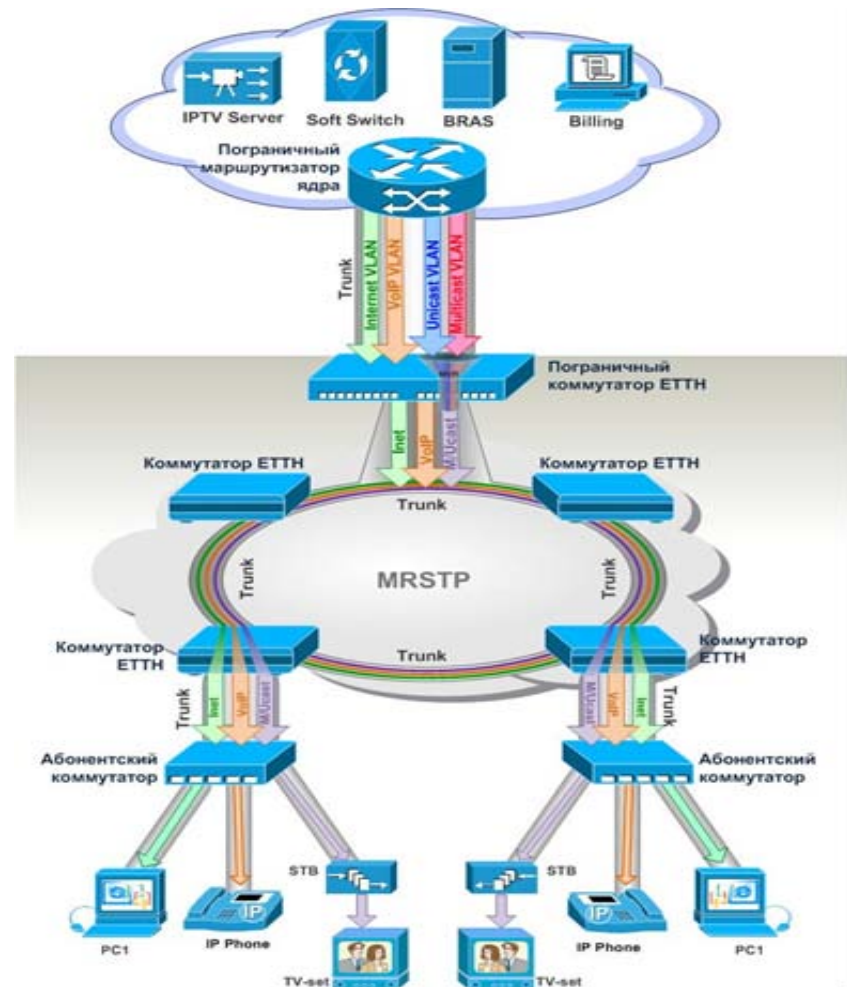 IPTV Server
Soft Switch
BRAS
Billing
Пограничный
маршрутизатор
ядра
Trunk
Internet VLAN
VoIP VLAN
Unicast VLAN
Multicast VLAN
Пограничный
коммутатор ETTH
Inet
VoIP
M/Ucast
Коммутатор ETTH
Коммутатор ETTH
Trunk
Trunk
MRSTP
Trunk
Коммутатор
ETTH
Trunk
Коммутатор
ETTH
Trunk
Inet
VoIP
M/Ucast
M/Ucast
VoIP
Inet
Trunk
Абонентский
коммутатор
Абонентский
коммутатор
STB
STB
IP
IP
PC1
IP Phone
IP Phone
PC1
TV-set
TV-set